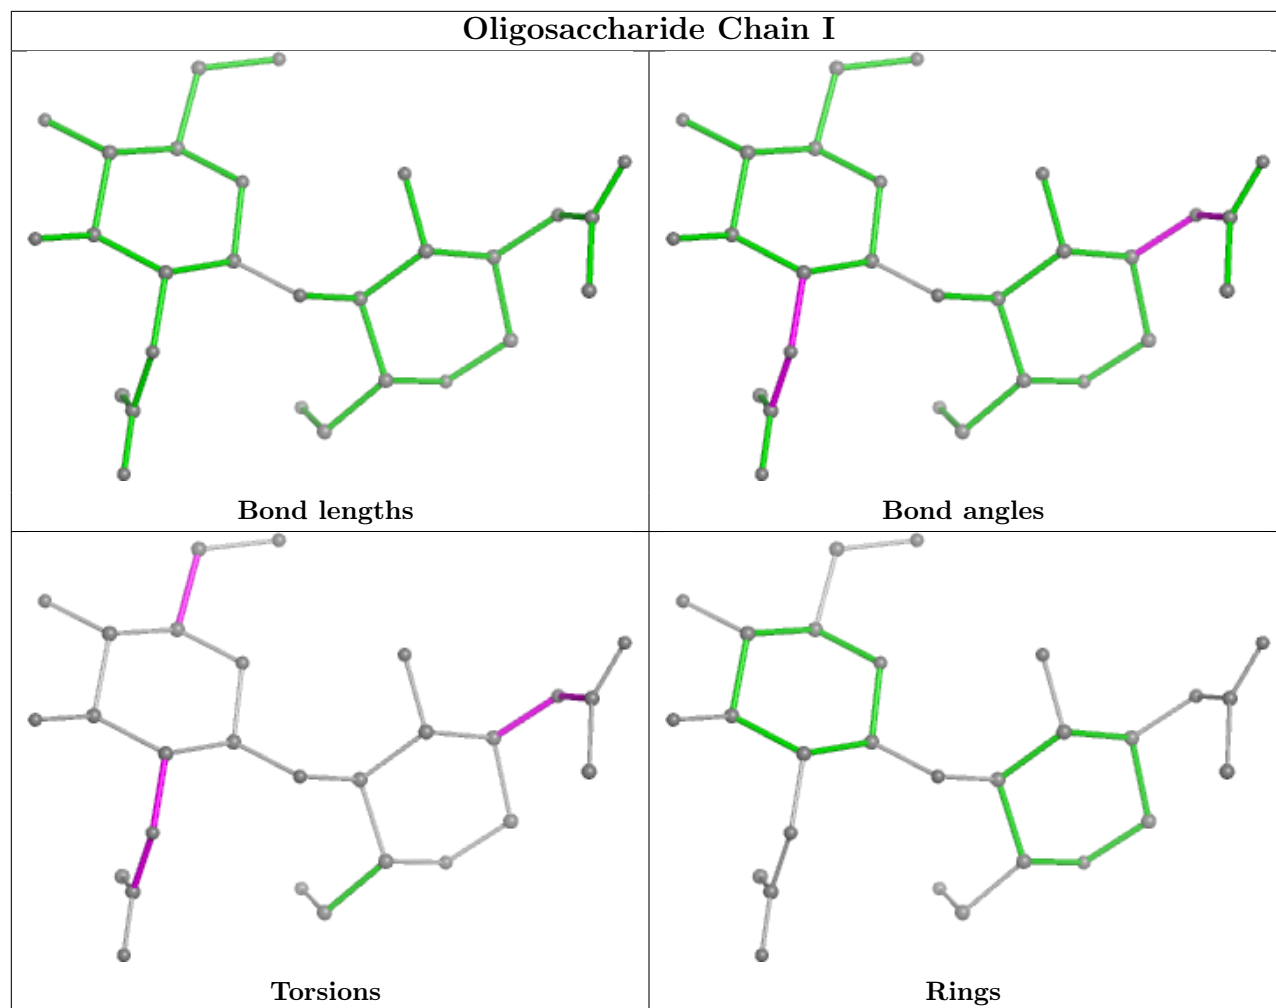 Oligosaccharide Chain I
Bond lengths
Bond angles
Torsions
Rings